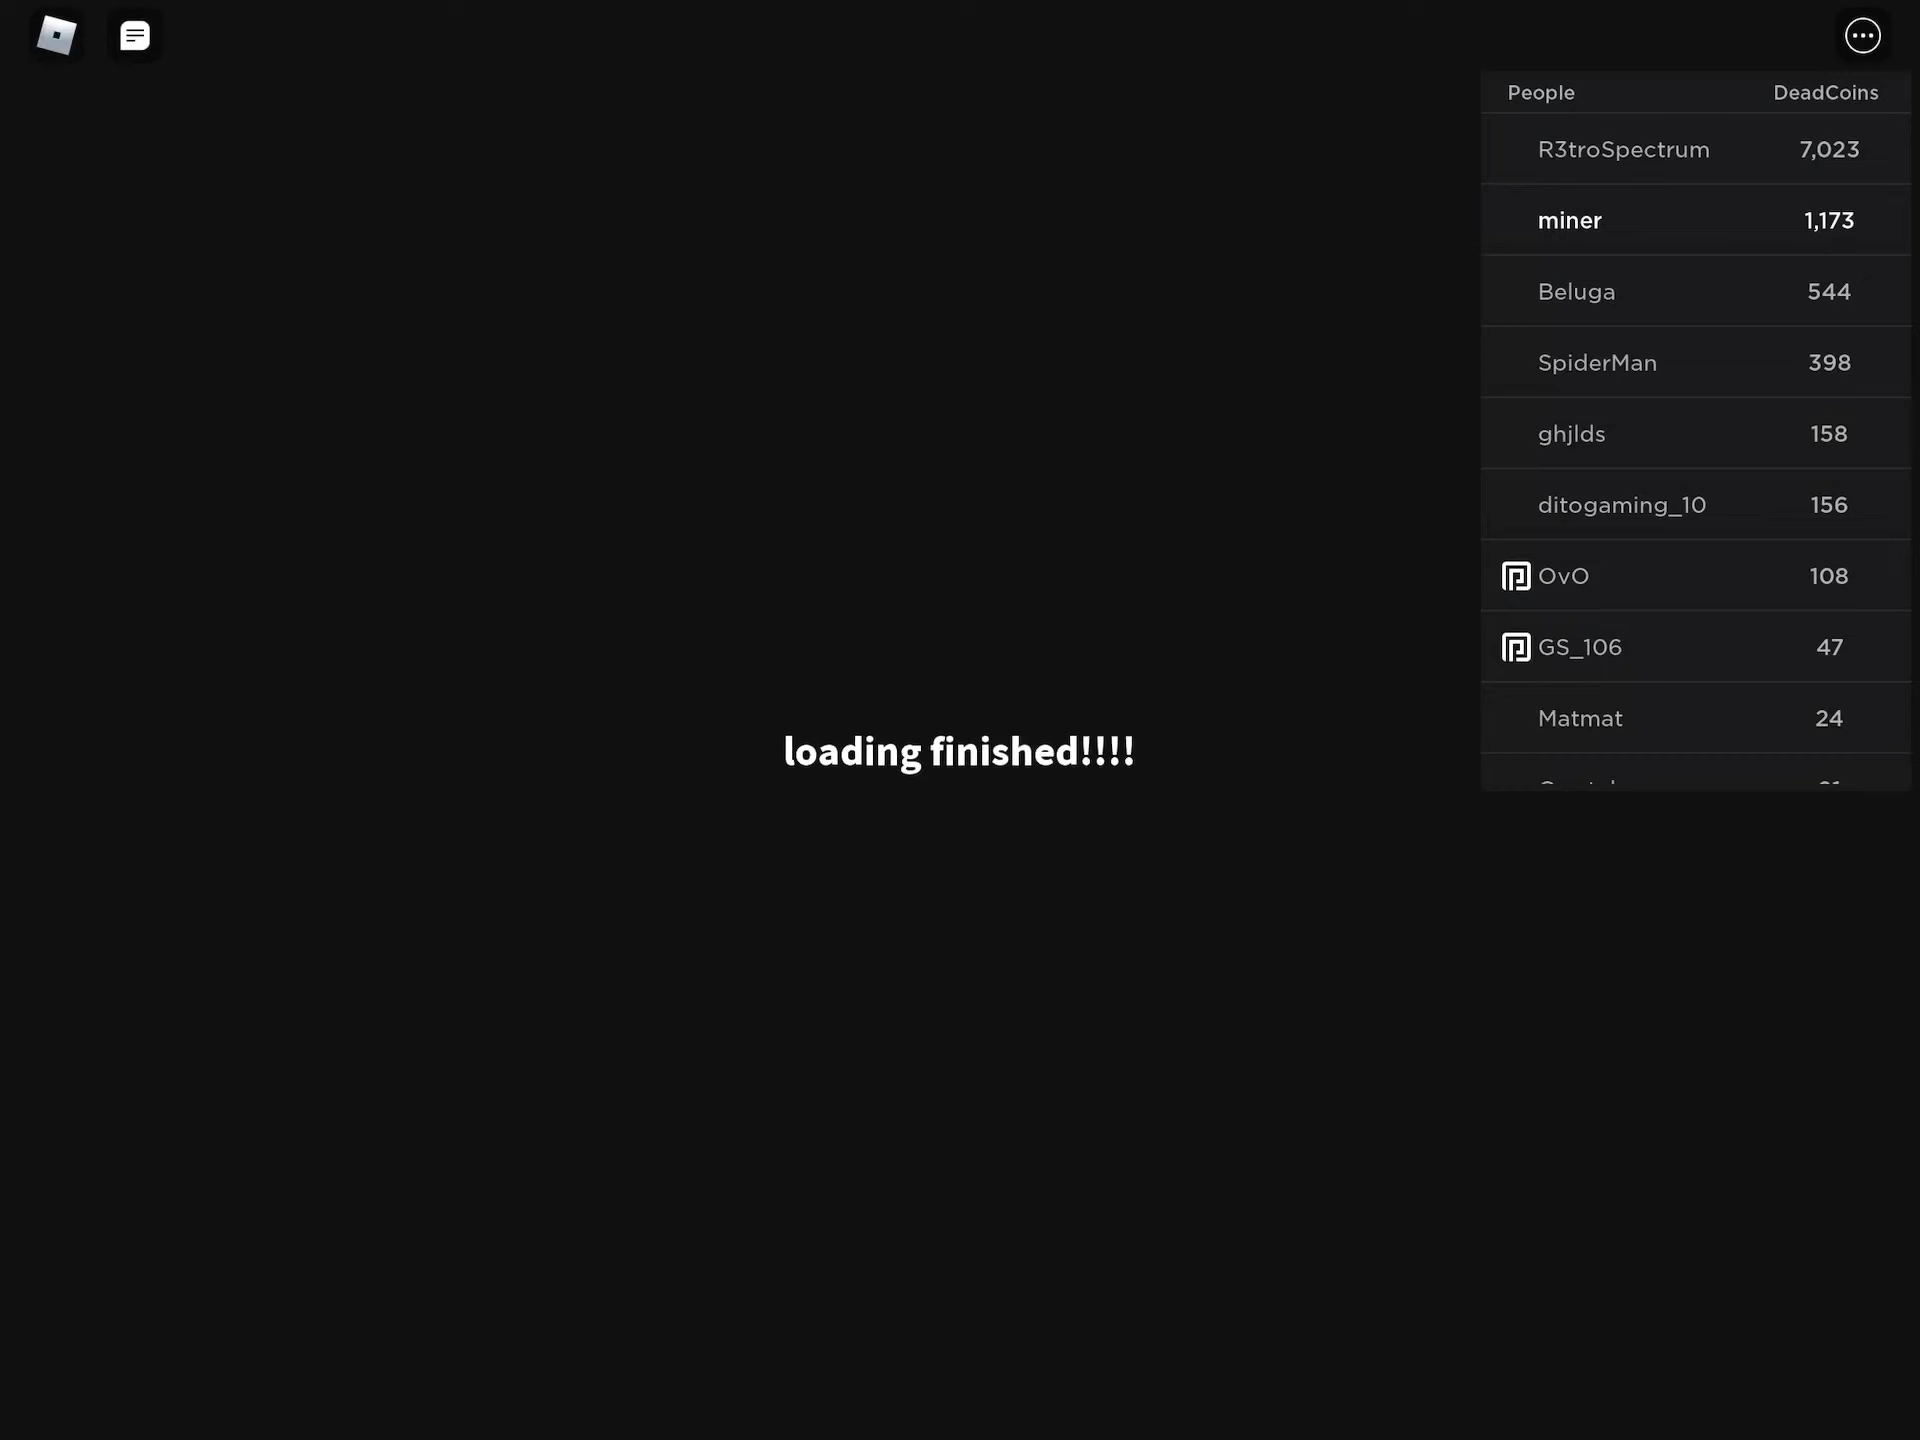 People DeadCoins
R3troSpectrum 7,023
miner 1,173
Beluga 544
SpiderMan 398
ghjlds 158
ditogaming_10 156
OvO 108
GS_106 47
Matmat 24
loading finished!!!!